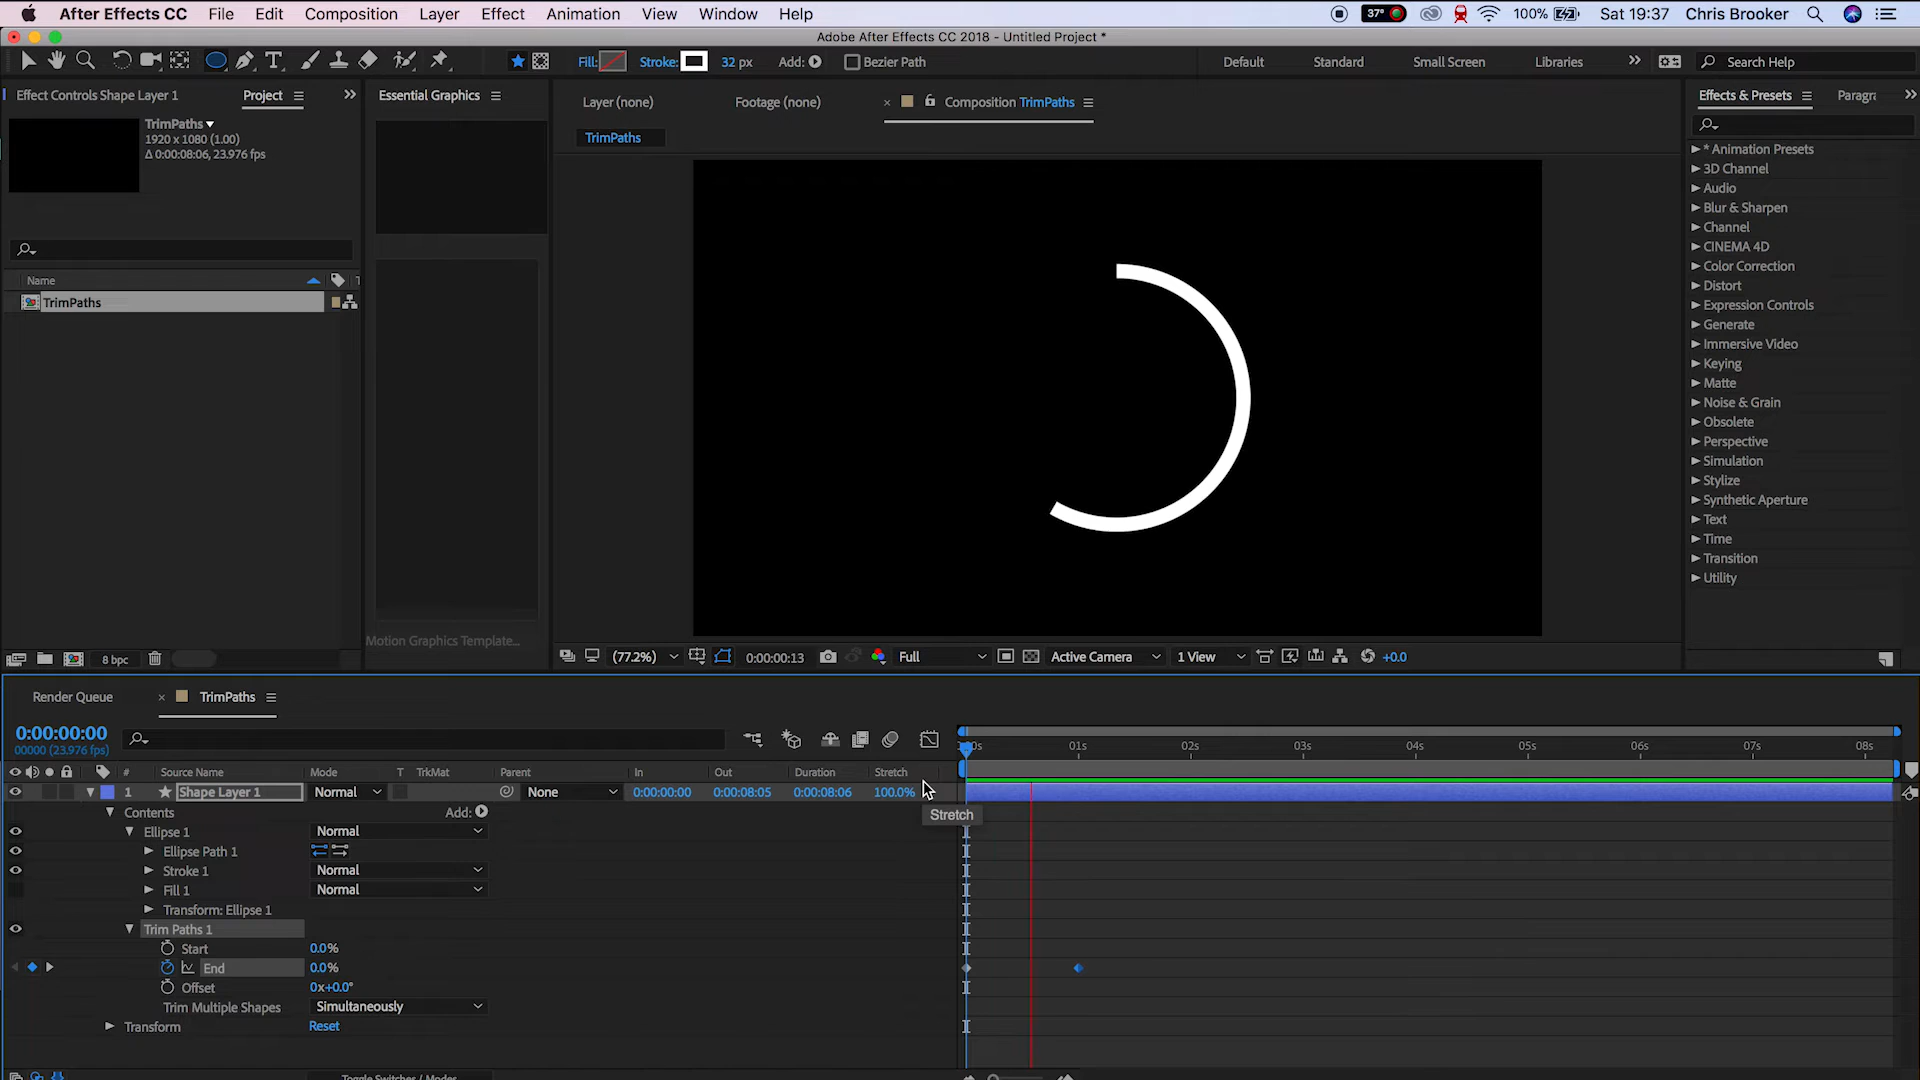 After Effects CC File Edit Composition Layer Effect Animation View Window Help 37° 100% Sat 19:37 Chris Brooker
Adobe After Effects CC 2018 - Untitled Project *
Fill: Stroke: 32 px Add: Bezier Path Default Standard Small Screen Libraries Search Help
Effect Controls Shape Layer 1 Project Essential Graphics Layer (none) Footage (none) Composition TrimPaths Effects & Presets Paragra
TrimPaths
1920 x 1080 (1.00)
Δ 0:00:08:06, 23.976 fps
TrimPaths
* Animation Presets
3D Channel
Audio
Blur & Sharpen
Channel
CINEMA 4D
Color Correction
Distort
Expression Controls
Generate
Immersive Video
Keying
Matte
Noise & Grain
Obsolete
Perspective
Simulation
Stylize
Synthetic Aperture
Text
Time
Transition
Utility
Name
TrimPaths
Motion Graphics Template...
8 bpc (77.2%) 0:00:00:13 Full Active Camera 1 View +0.0
Render Queue TrimPaths
0:00:00:00
00000 (23.976 fps)
01s 02s 03s 04s 05s 06s 07s 08s
# Source Name Mode T TrkMat Parent In Out Duration Stretch
1 Shape Layer 1 Normal None 0:00:00:00 0:00:08:05 0:00:08:06 100.0%
Stretch
Contents Add:
Ellipse 1 Normal
Ellipse Path 1
Stroke 1 Normal
Fill 1 Normal
Transform: Ellipse 1
Trim Paths 1
Start 0.0%
End 0.0%
Offset 0x+0.0°
Trim Multiple Shapes Simultaneously
Transform Reset
Toggle Switches / Modes